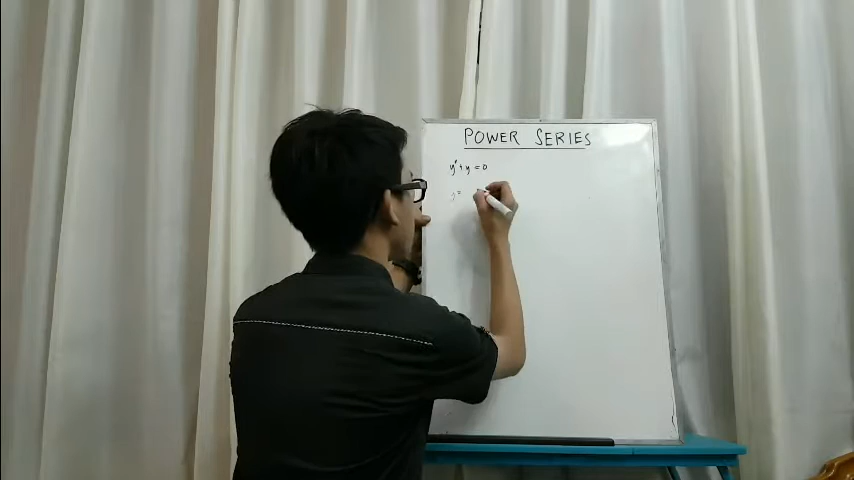 POWER SERIES
y" + y = 0
y =